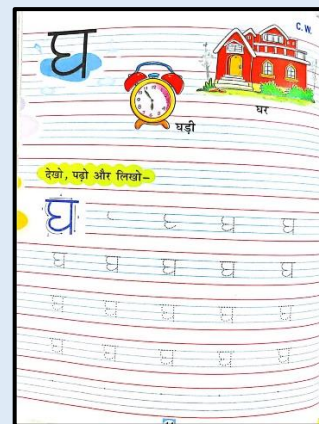 C.W.
घ
घड़ी
घर
देखो, पढ़ो और लिखो–
घ घ घ
घ घ घ घ घ
घ घ घ घ घ
घ घ घ घ घ